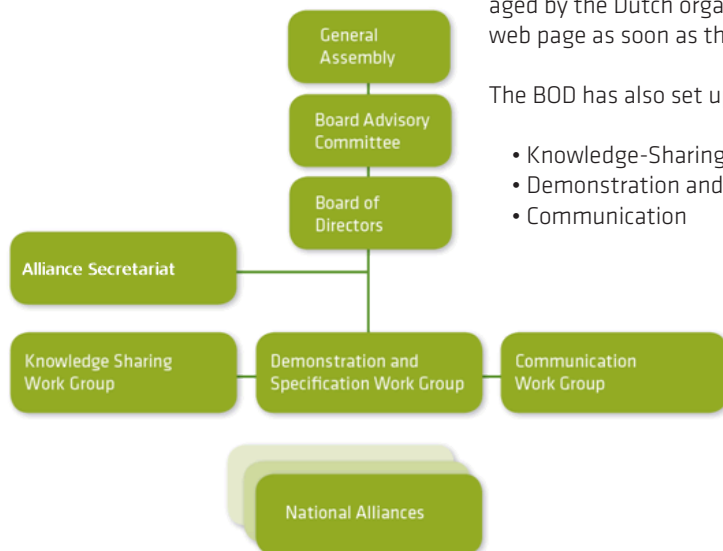 aged by the Dutch orga
web page as soon as th
The BOD has also set u
• Knowledge-Sharing
• Demonstration and
• Communication
General
Assembly
Board Advisory
Committee
Board of
Directors
Alliance Secretariat
Knowledge Sharing
Work Group
Demonstration and
Specification Work Group
Communication
Work Group
National Alliances